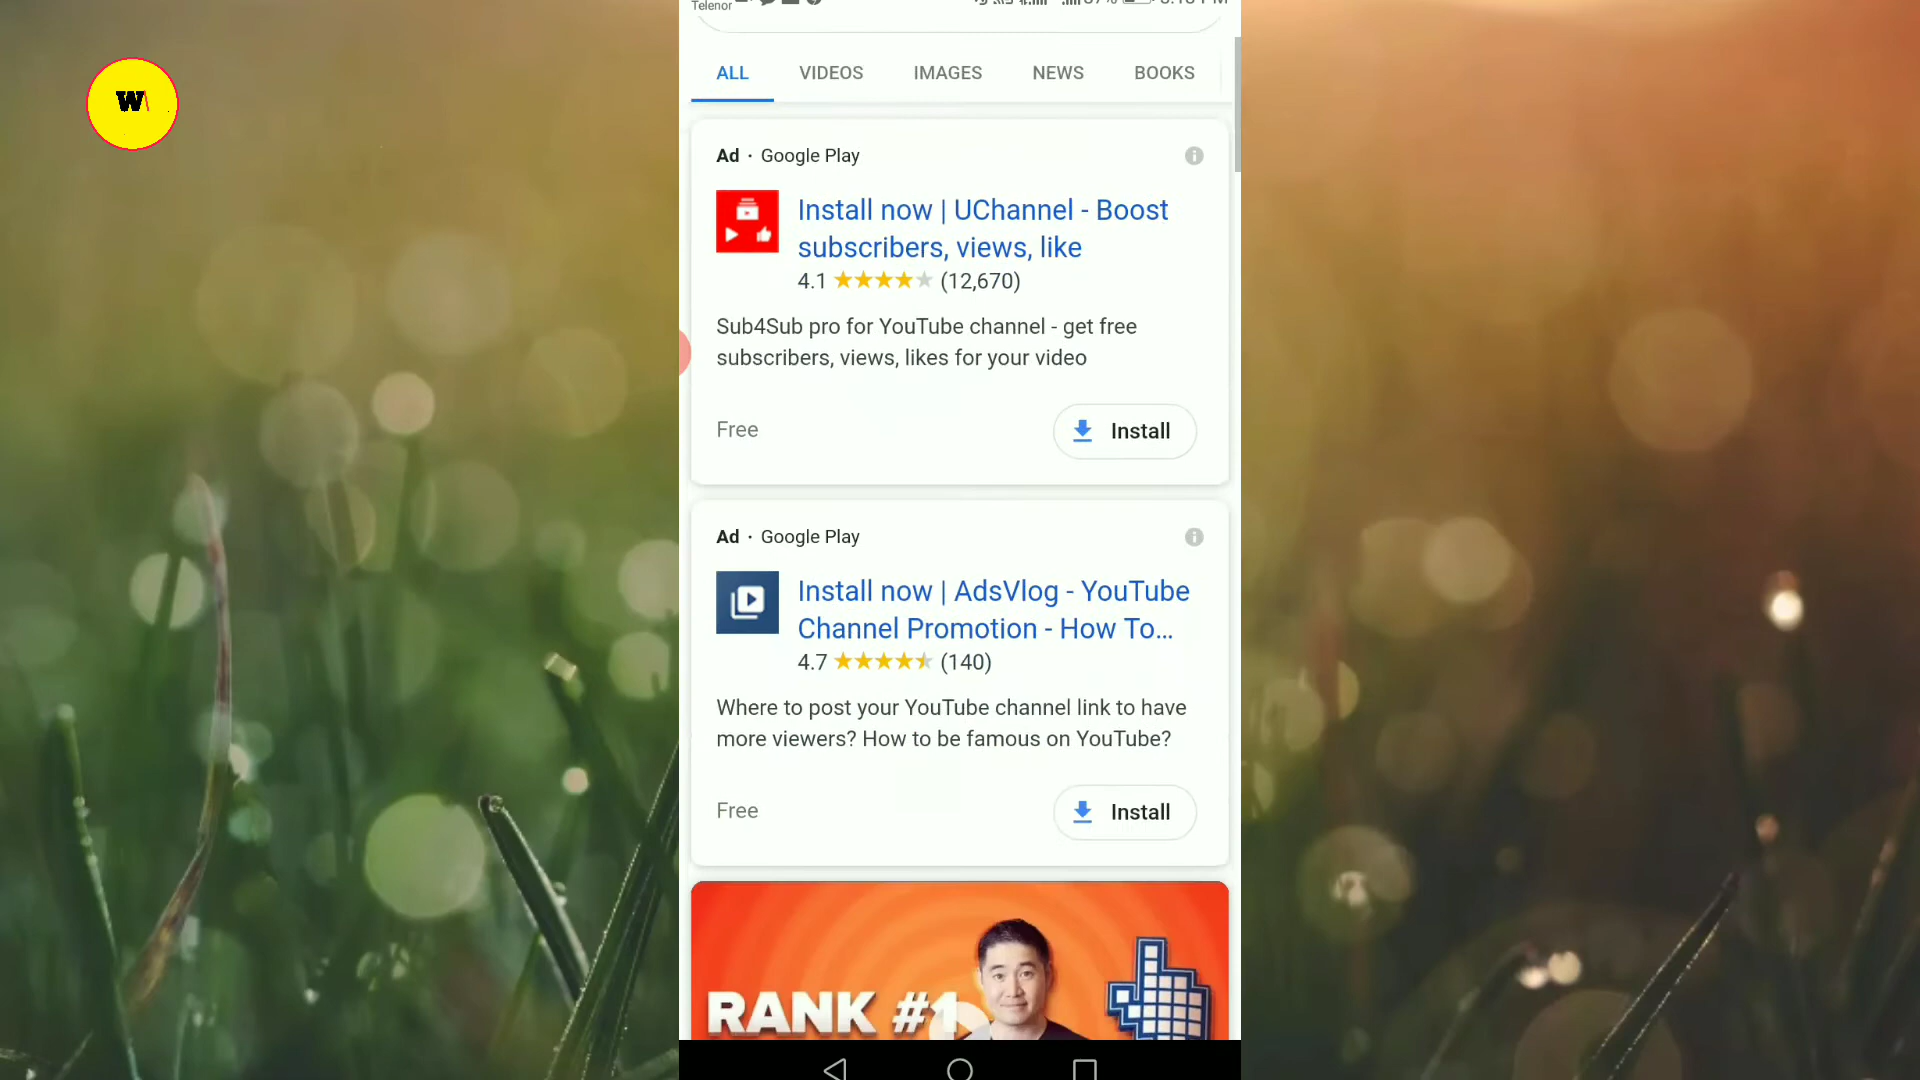 Telenor
W
ALL VIDEOS IMAGES NEWS BOOKS
Ad · Google Play
Install now | UChannel - Boost
subscribers, views, like
4.1 (12,670)
Sub4Sub pro for YouTube channel - get free
subscribers, views, likes for your video
Free
Install
Ad · Google Play
Install now | AdsVlog - YouTube
Channel Promotion - How To...
4.7 (140)
Where to post your YouTube channel link to have
more viewers? How to be famous on YouTube?
Free
Install
RANK #1